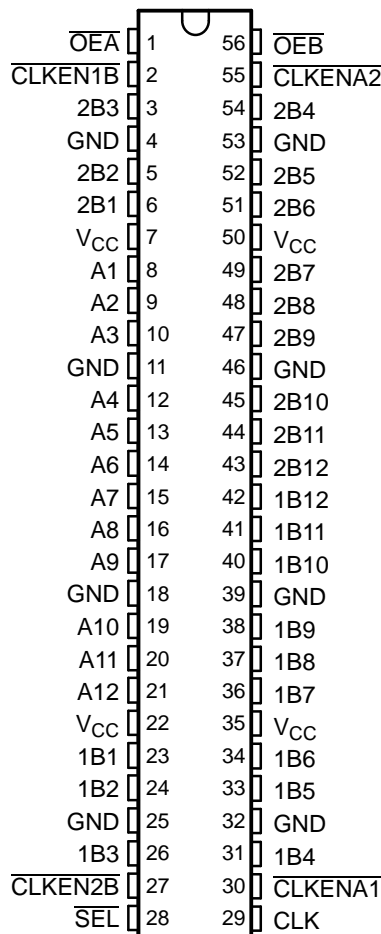 OEA 1 56 OEB
CLKEN1B 2 55 CLKENA2
2B3 3 54 2B4
GND 4 53 GND
2B2 5 52 2B5
2B1 6 51 2B6
VCC 7 50 VCC
A1 8 49 2B7
A2 9 48 2B8
A3 10 47 2B9
GND 11 46 GND
A4 12 45 2B10
A5 13 44 2B11
A6 14 43 2B12
A7 15 42 1B12
A8 16 41 1B11
A9 17 40 1B10
GND 18 39 GND
A10 19 38 1B9
A11 20 37 1B8
A12 21 36 1B7
VCC 22 35 VCC
1B1 23 34 1B6
1B2 24 33 1B5
GND 25 32 GND
1B3 26 31 1B4
CLKEN2B 27 30 CLKENA1
SEL 28 29 CLK